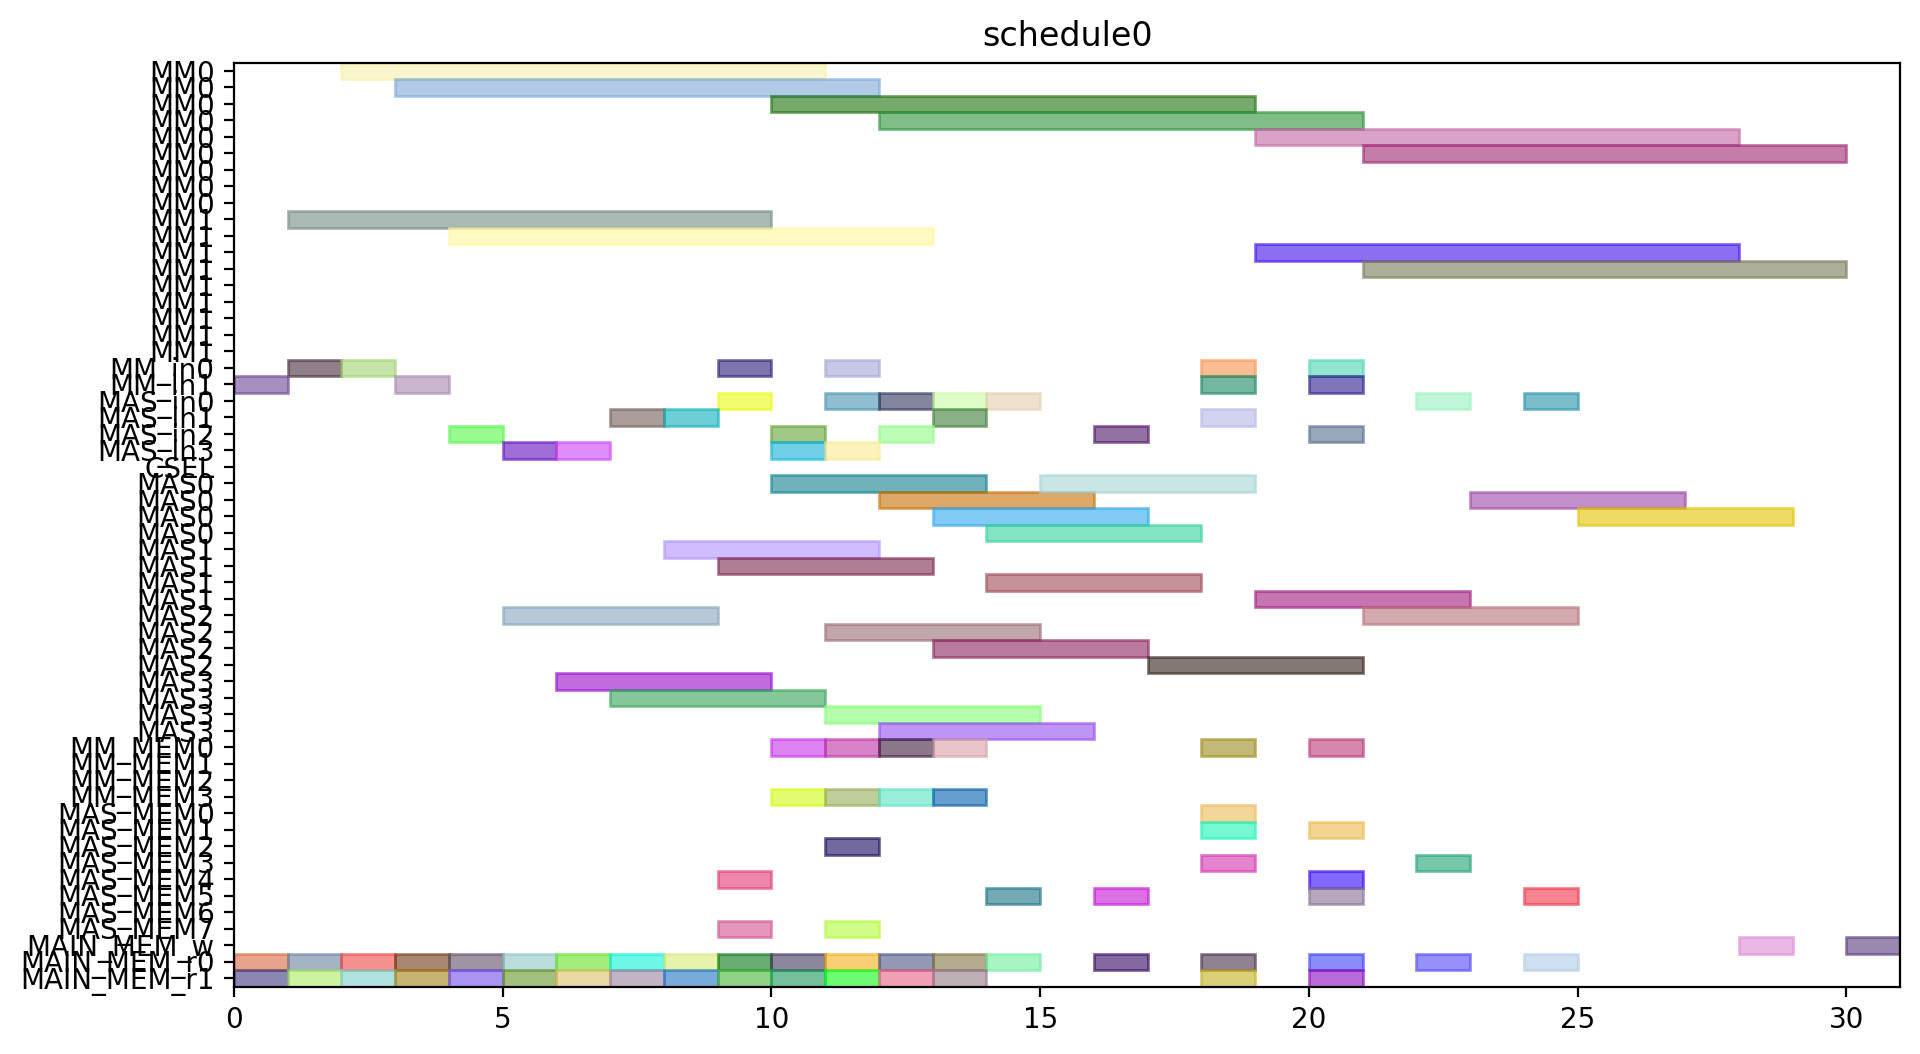 schedule0
MM0
MM0
MM0
MM0
MM0
MM0
MM0
MM0
MM0
MM1
MM1
MM1
MM1
MM1
MM1
MM1
MM1
MM1
MM_in0
MM_in1
MAS_in0
MAS_in1
MAS_in2
MAS_in3
CSEL
MAS0
MAS0
MAS0
MAS0
MAS1
MAS1
MAS1
MAS1
MAS2
MAS2
MAS2
MAS2
MAS3
MAS3
MAS3
MAS3
MM_MEM0
MM_MEM1
MM_MEM2
MM_MEM3
MAS_MEM0
MAS_MEM1
MAS_MEM2
MAS_MEM3
MAS_MEM4
MAS_MEM5
MAS_MEM6
MAS_MEM7
MAIN_MEM_w
MAIN_MEM_r0
MAIN_MEM_r1
0 5 10 15 20 25 30